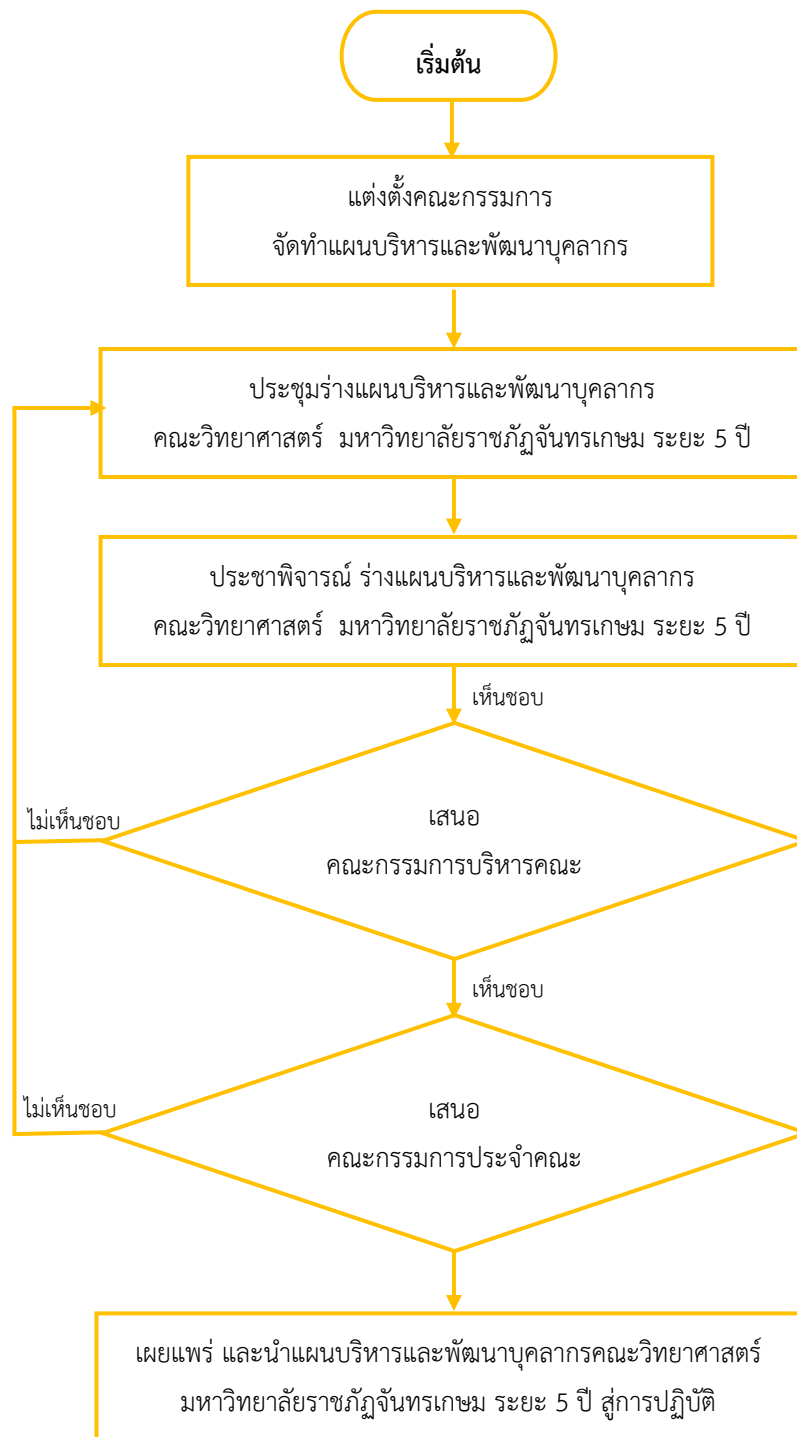 เริ่มต้น
แต่งตั้งคณะกรรมการ
จัดทำแผนบริหารและพัฒนาบุคลากร
ประชุมร่างแผนบริหารและพัฒนาบุคลากร
คณะวิทยาศาสตร์  มหาวิทยาลัยราชภัฏจันทรเกษม ระยะ 5 ปี
ประชาพิจารณ์ ร่างแผนบริหารและพัฒนาบุคลากร
คณะวิทยาศาสตร์  มหาวิทยาลัยราชภัฏจันทรเกษม ระยะ 5 ปี
เห็นชอบ
ไม่เห็นชอบ
เสนอ
คณะกรรมการบริหารคณะ
เห็นชอบ
ไม่เห็นชอบ
เสนอ
คณะกรรมการประจำคณะ
เผยแพร่ และนำแผนบริหารและพัฒนาบุคลากรคณะวิทยาศาสตร์
มหาวิทยาลัยราชภัฏจันทรเกษม ระยะ 5 ปี สู่การปฏิบัติ